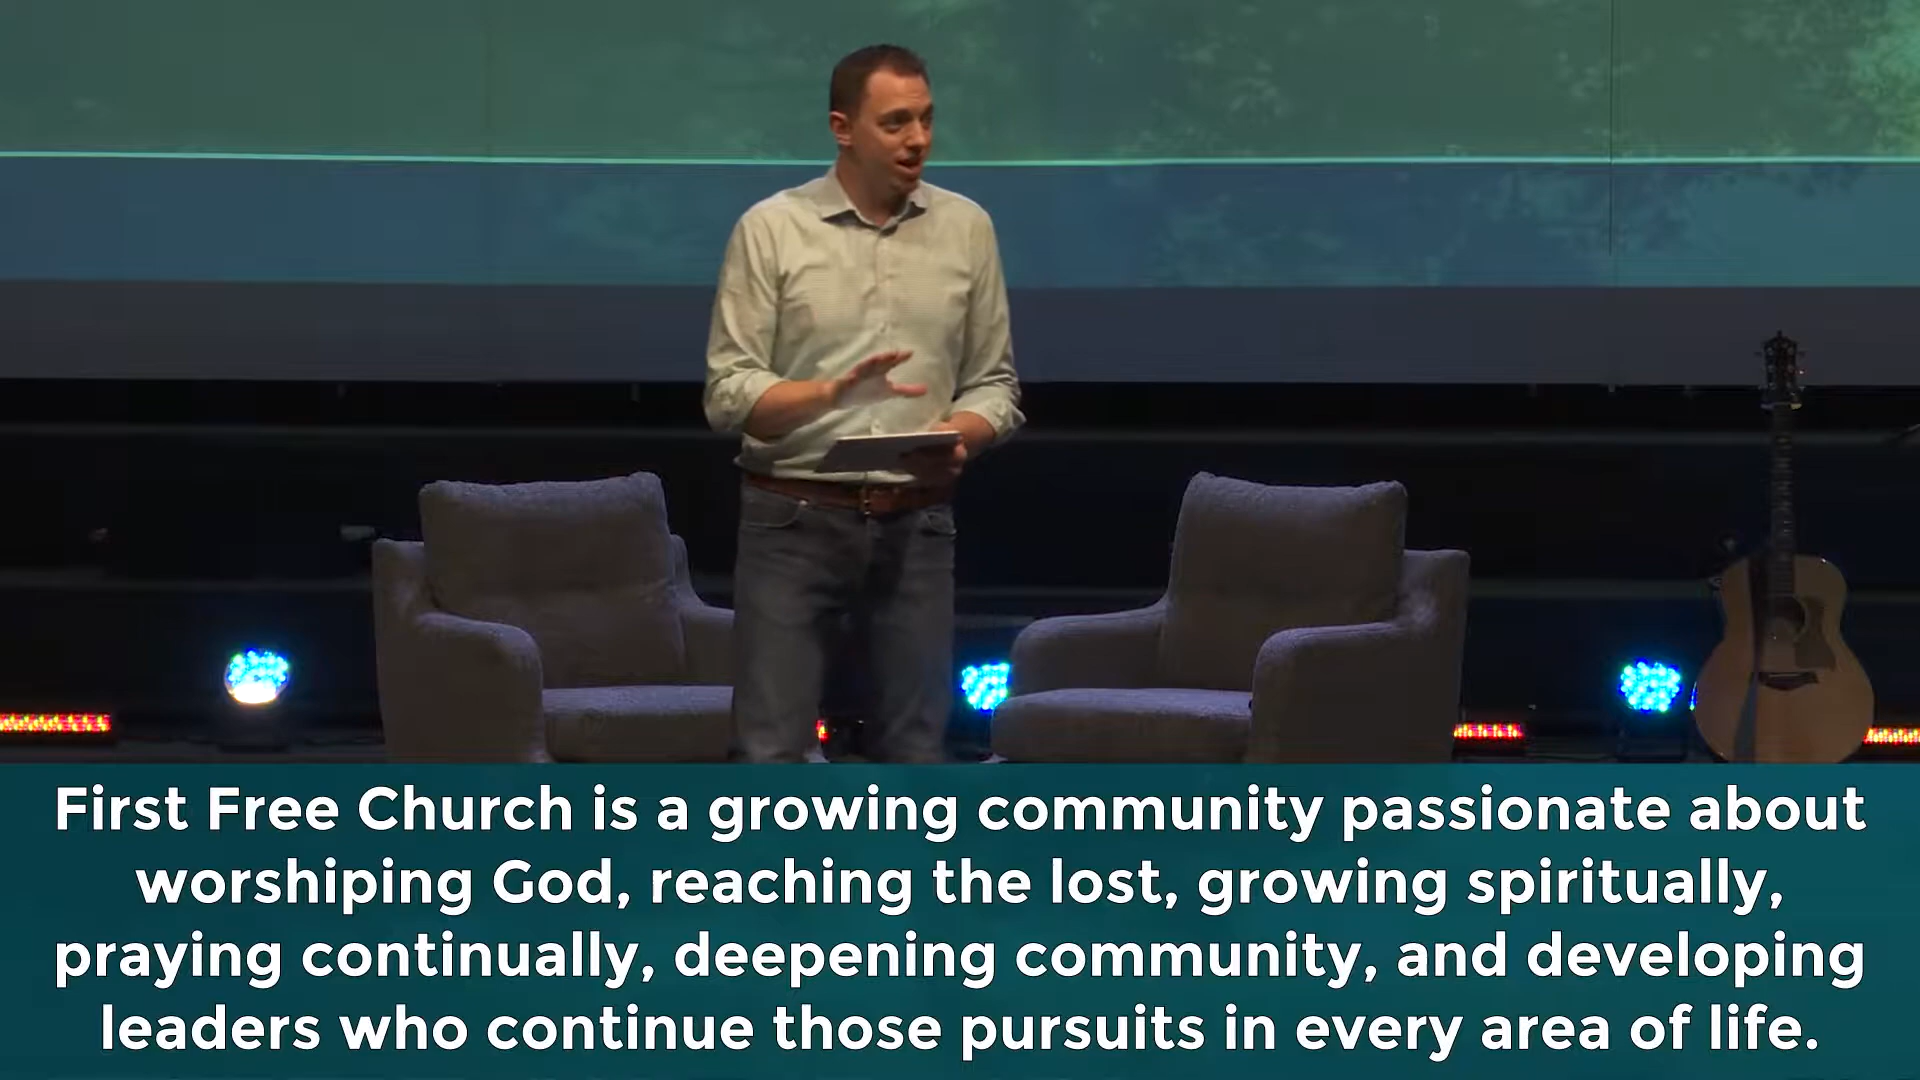 First Free Church is a growing community passionate about
worshiping God, reaching the lost, growing spiritually,
praying continually, deepening community, and developing
leaders who continue those pursuits in every area of life.